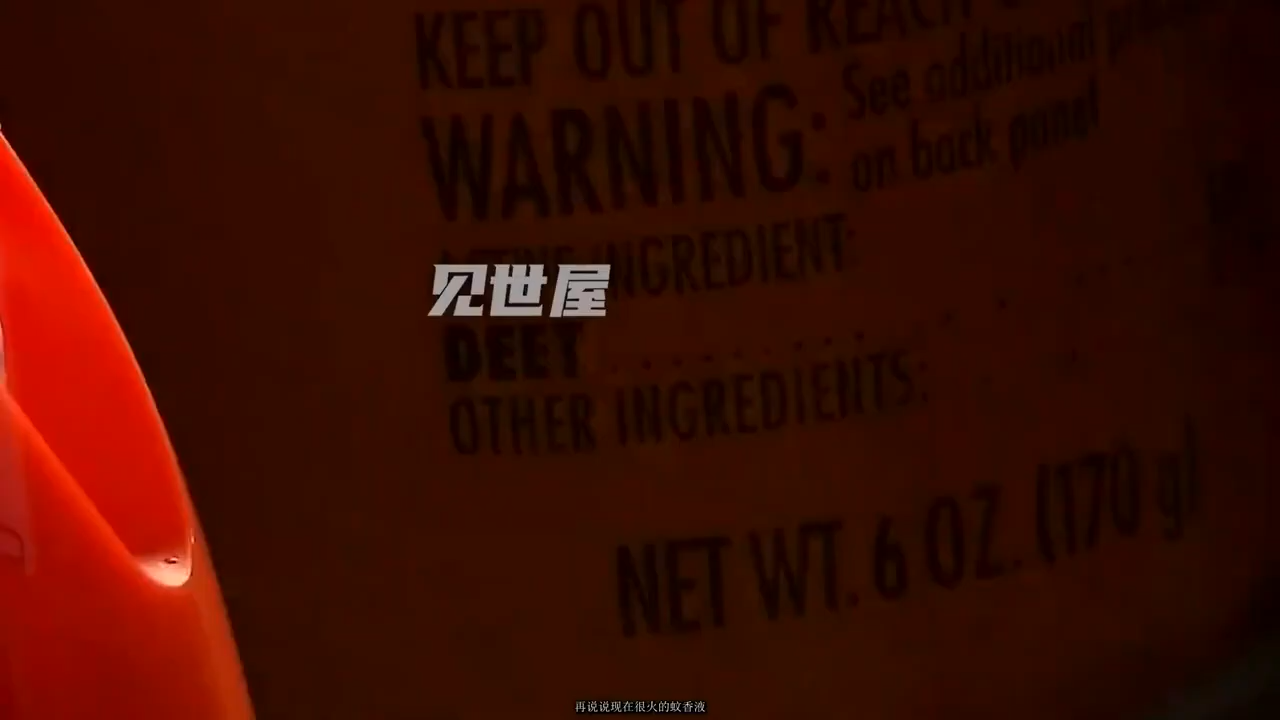 KEEP OUT OF REACH
WARNING: See additional
on back panel
INGREDIENT:
见世屋
DEET
OTHER INGREDIENTS:
NET WT. 6 OZ. (170 g)
再说说现在很火的蚊香液